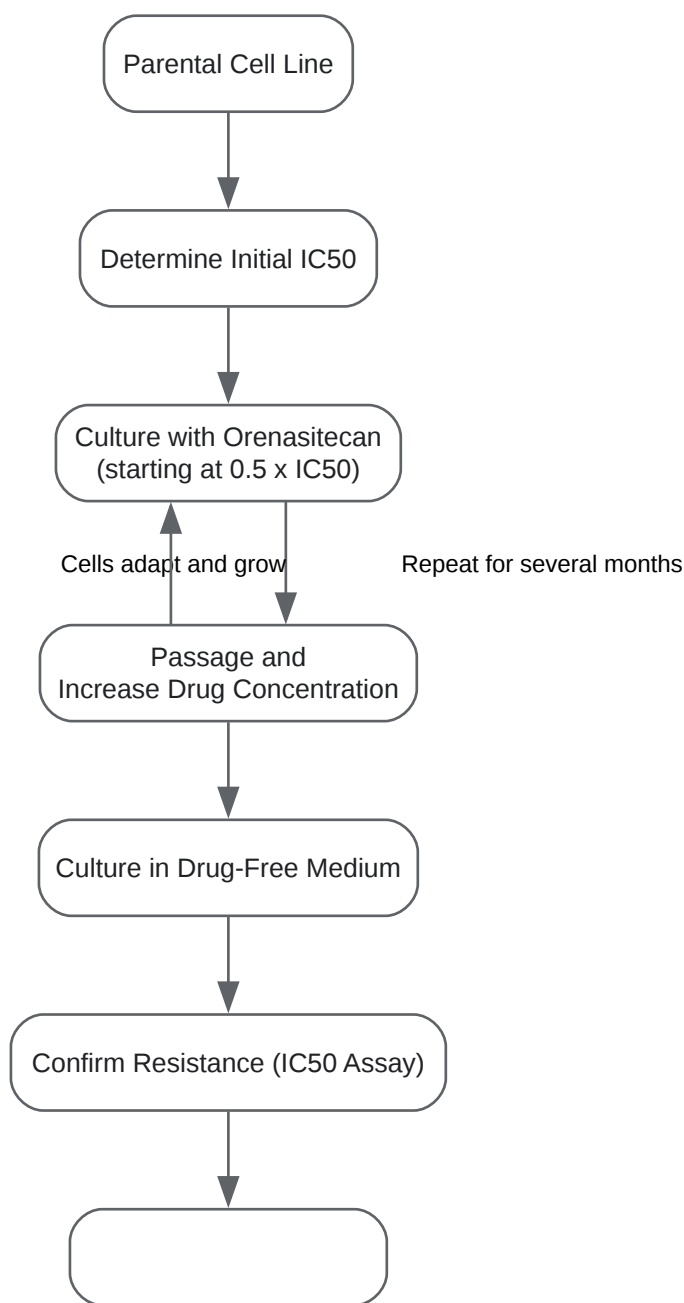 Parental Cell Line
Determine Initial IC50
Culture with Orenasitecan
(starting at 0.5 x IC50)
Cells adapt and grow
Repeat for several months
Passage and
Increase Drug Concentration
Culture in Drug-Free Medium
Confirm Resistance (IC50 Assay)